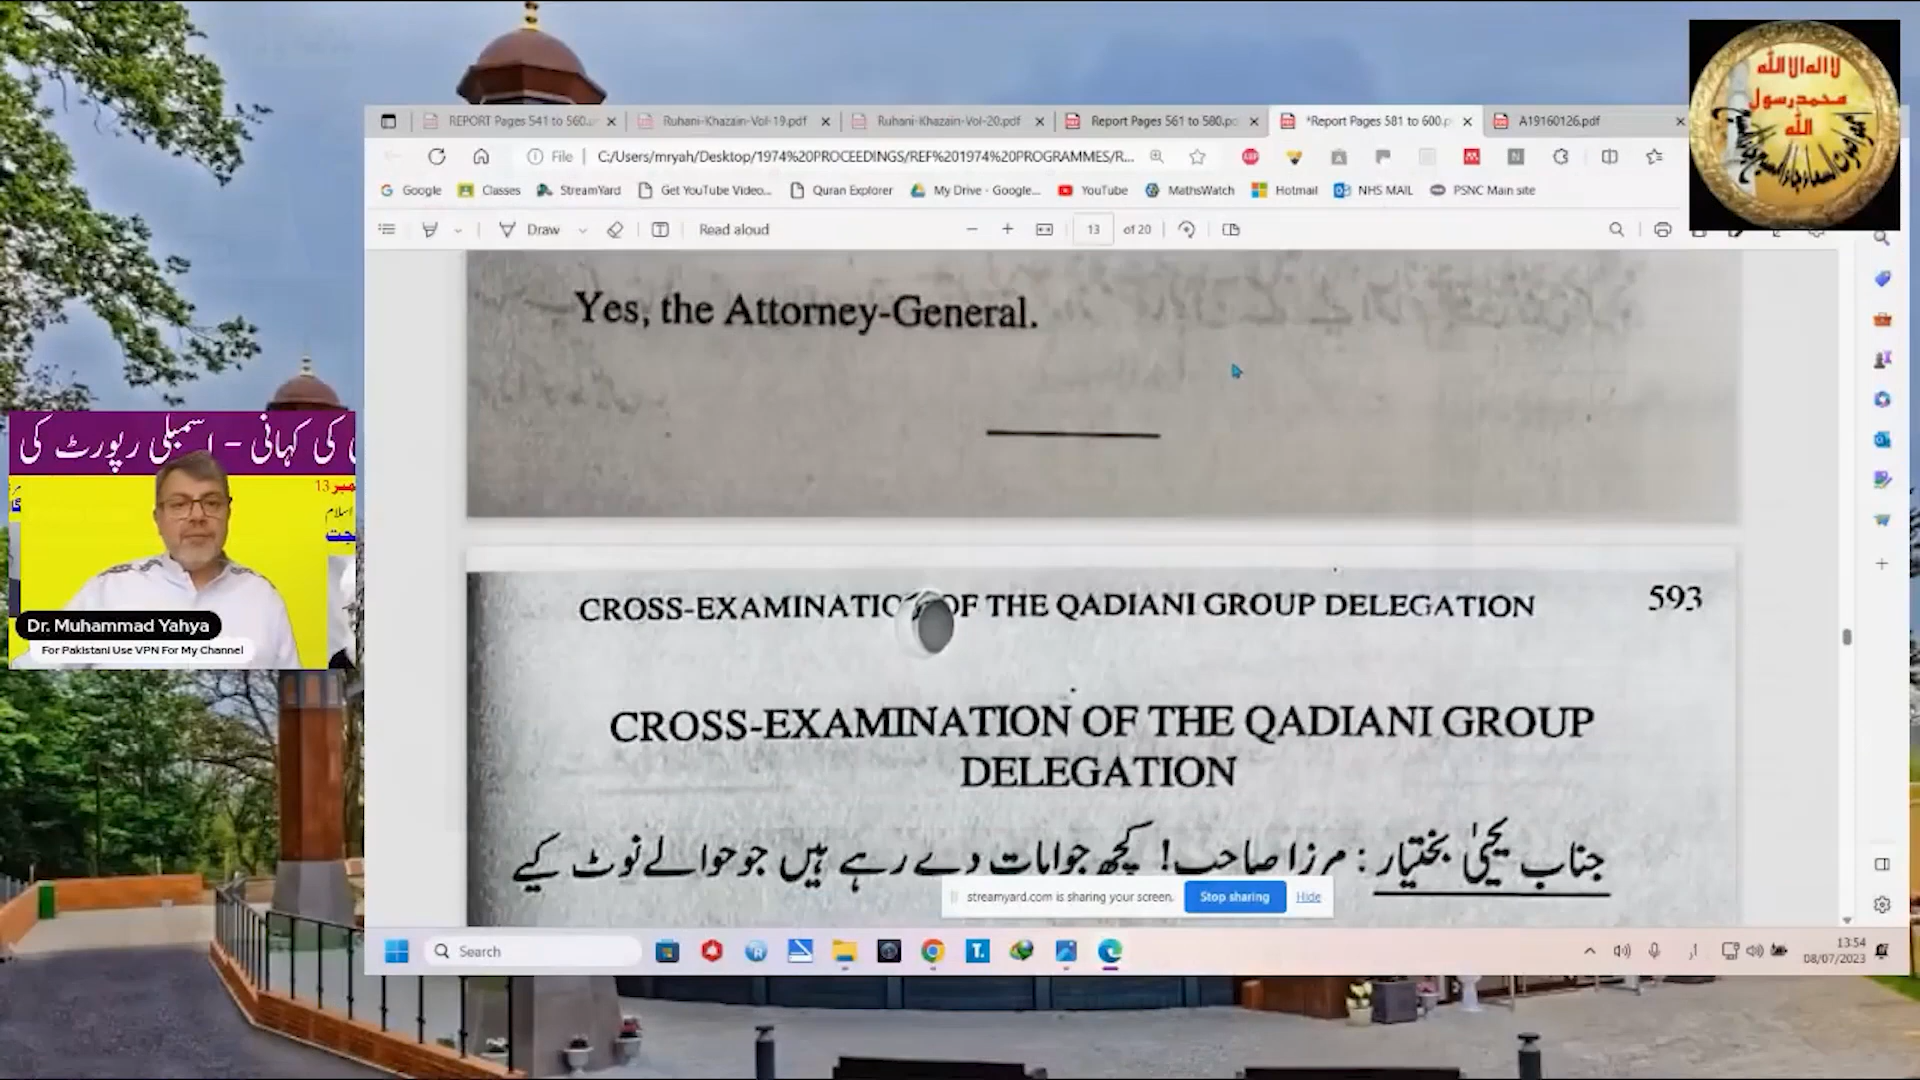 لا اله الا الله
محمد رسول
الله
REPORT Pages 541 to 560.
Ruhani-Khazain-Vol-19.pdf
Ruhani-Khazain-Vol-20.pdf
Report Pages 561 to 580.po
*Report Pages 581 to 600.p
A19160126.pdf
File
C:/Users/mryah/Desktop/1974%20PROCEEDINGS/REF%201974%20PROGRAMMES/R...
Google
Classes
StreamYard
Get YouTube Video...
Quran Explorer
My Drive - Google...
YouTube
MathsWatch
Hotmail
NHS MAIL
PSNC Main site
Draw
Read aloud
13 of 20
Yes, the Attorney-General.
CROSS-EXAMINATIO OF THE QADIANI GROUP DELEGATION 593
CROSS-EXAMINATION OF THE QADIANI GROUP
DELEGATION
جناب یحییٰ بختیار : مرزا صاحب! کچھ جوابات دے رہے ہیں جو حوالے نوٹ کیے
کی کہانی - اسمبلی رپورٹ کی
13
اسلام
Dr. Muhammad Yahya
For Pakistani Use VPN For My Channel
streamyard.com is sharing your screen.
Stop sharing
Hide
Search
13:54
08/07/2023